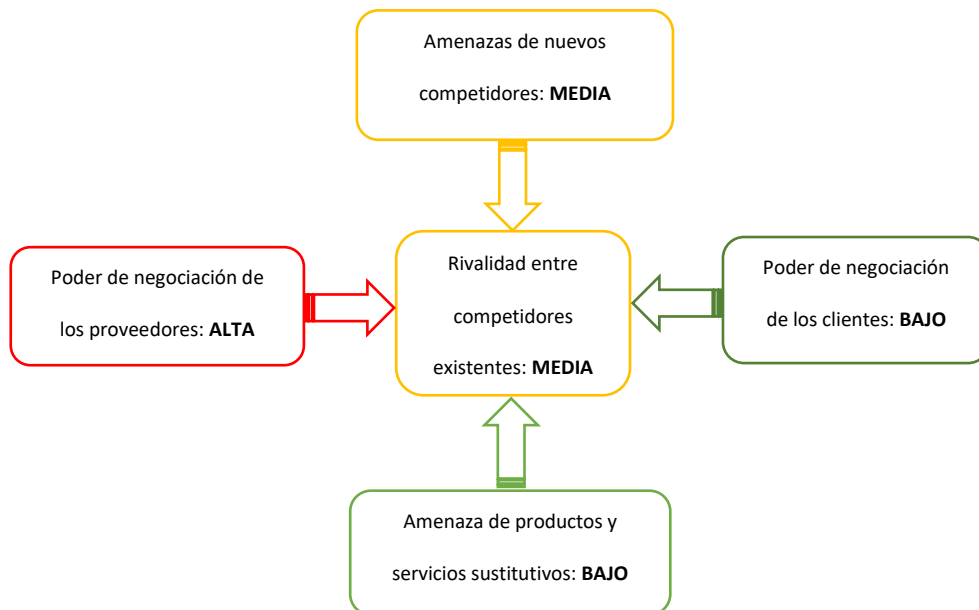 Amenazas de nuevos
competidores: MEDIA
Poder de negociación de
los proveedores: ALTA
Rivalidad entre
competidores
existentes: MEDIA
Poder de negociación
de los clientes: BAJO
Amenaza de productos y
servicios sustitutivos: BAJO